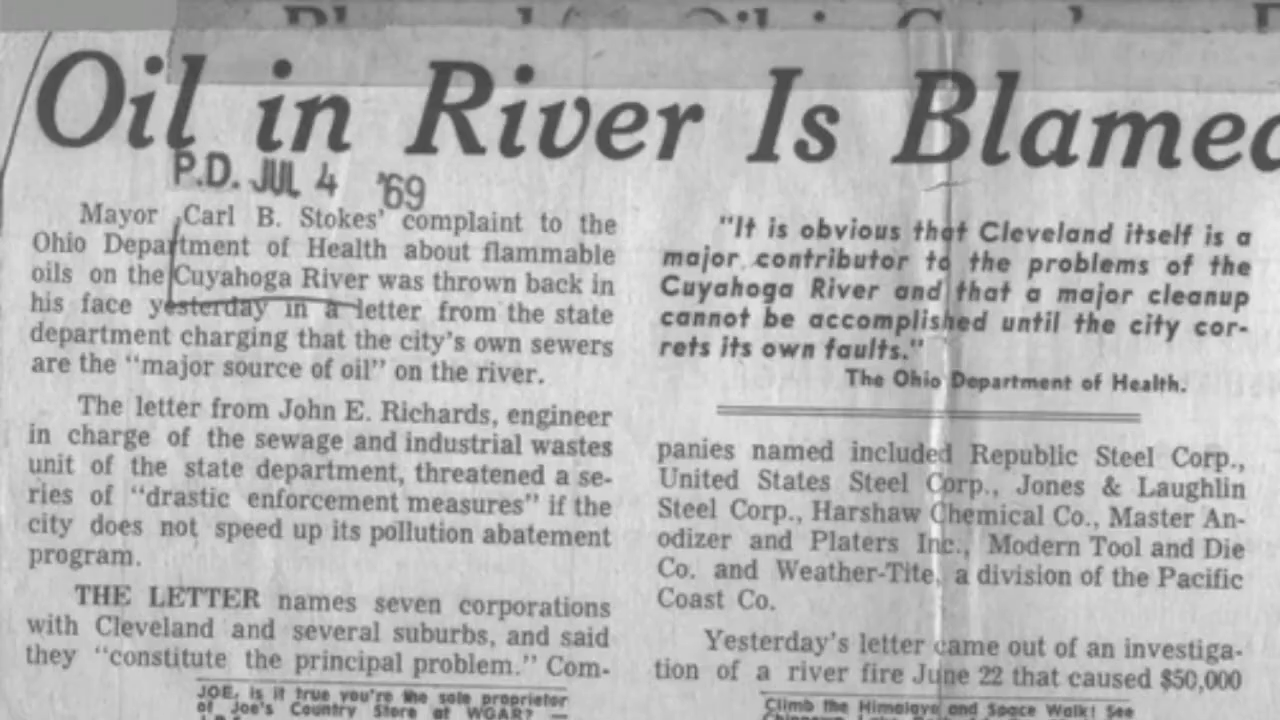 Oil in River Is Blamed
P.D. JUL 4 '69
Mayor Carl B. Stokes' complaint to the
Ohio Department of Health about flammable
oils on the Cuyahoga River was thrown back in
his face yesterday in a letter from the state
department charging that the city's own sewers
are the "major source of oil" on the river.
The letter from John E. Richards, engineer
in charge of the sewage and industrial wastes
unit of the state department, threatened a se-
ries of "drastic enforcement measures" if the
city does not speed up its pollution abatement
program.
THE LETTER names seven corporations
with Cleveland and several suburbs, and said
they "constitute the principal problem." Com-
JOE, is it true you're the sole proprietor
of Joe's Country Store at WGAR? —
"It is obvious that Cleveland itself is a
major contributor to the problems of the
Cuyahoga River and that a major cleanup
cannot be accomplished until the city cor-
rets its own faults."
The Ohio Department of Health.
panies named included Republic Steel Corp.,
United States Steel Corp., Jones & Laughlin
Steel Corp., Harshaw Chemical Co., Master An-
odizer and Platers Inc., Modern Tool and Die
Co. and Weather-Tite, a division of the Pacific
Coast Co.
Yesterday's letter came out of an investiga-
tion of a river fire June 22 that caused $50,000
Climb the Himalaya and Space Walk! See